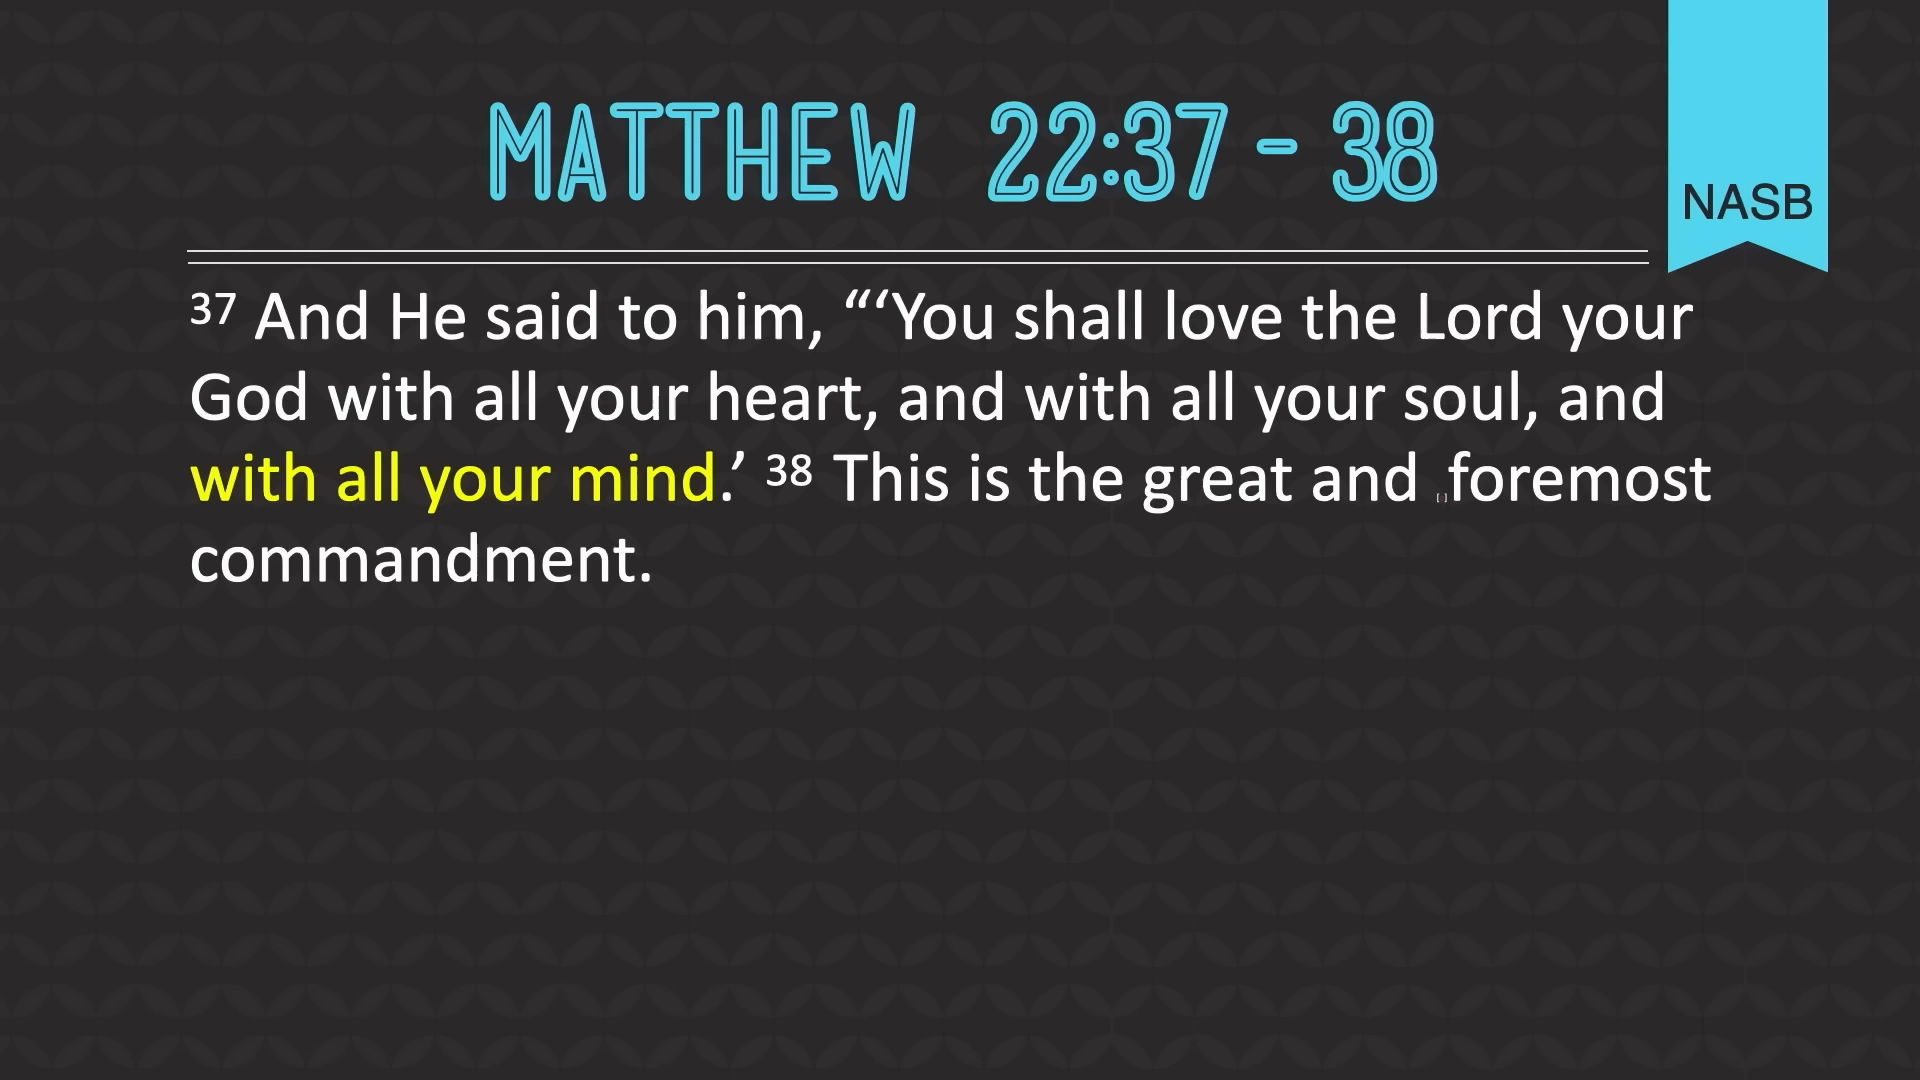 MATTHEW 22:37 - 38
NASB
37 And He said to him, “‘You shall love the Lord your
God with all your heart, and with all your soul, and
with all your mind.’ 38 This is the great and [ ]foremost
commandment.